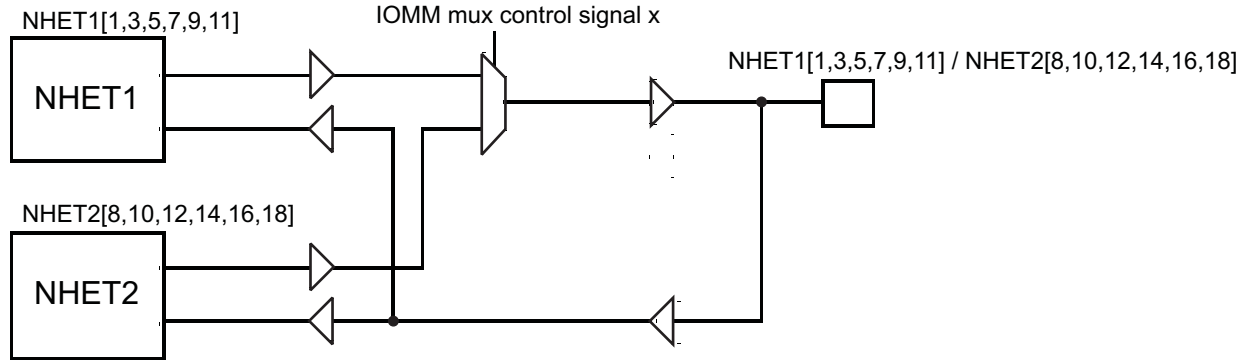 IOMM mux control signal x
NHET1[1,3,5,7,9,11]
NHET1[1,3,5,7,9,11] / NHET2[8,10,12,14,16,18]
NHET1
NHET2[8,10,12,14,16,18]
NHET2